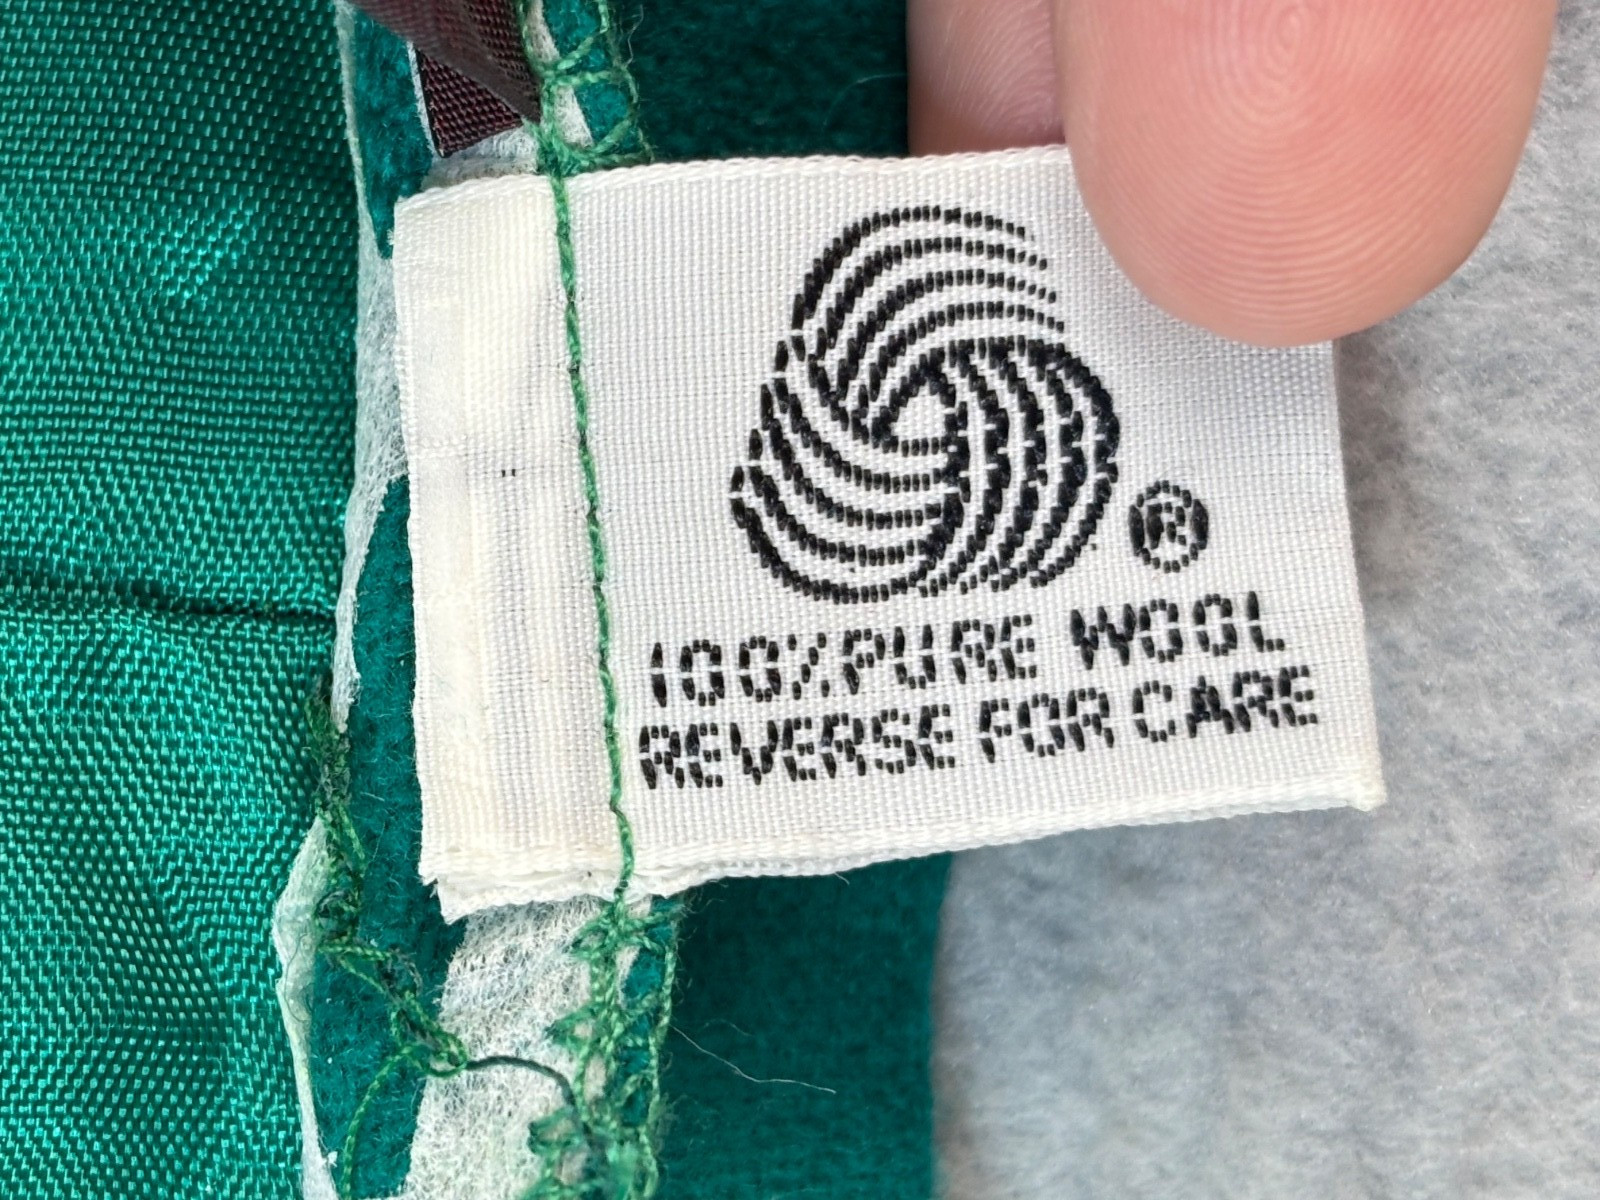 ®
100% PURE WOOL
REVERSE FOR CARE